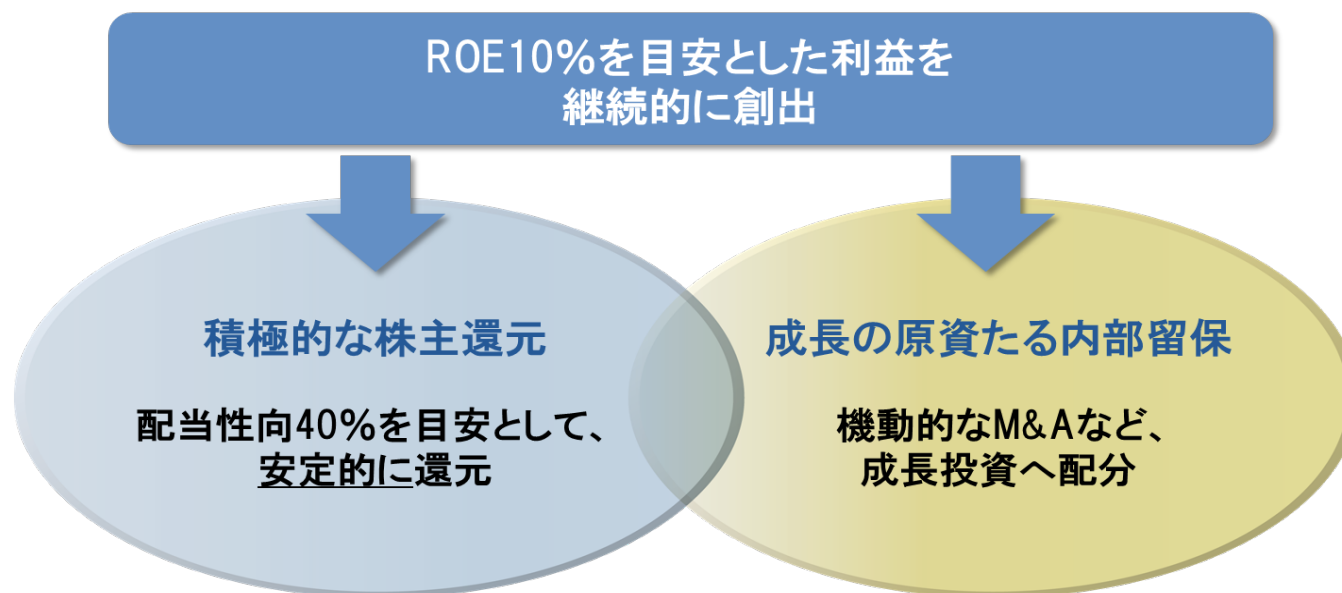 ROE10%を目安とした利益を
継続的に創出
積極的な株主還元
配当性向40%を目安として、
安定的に還元
成長の原資たる内部留保
機動的なM&Aなど、
成長投資へ配分